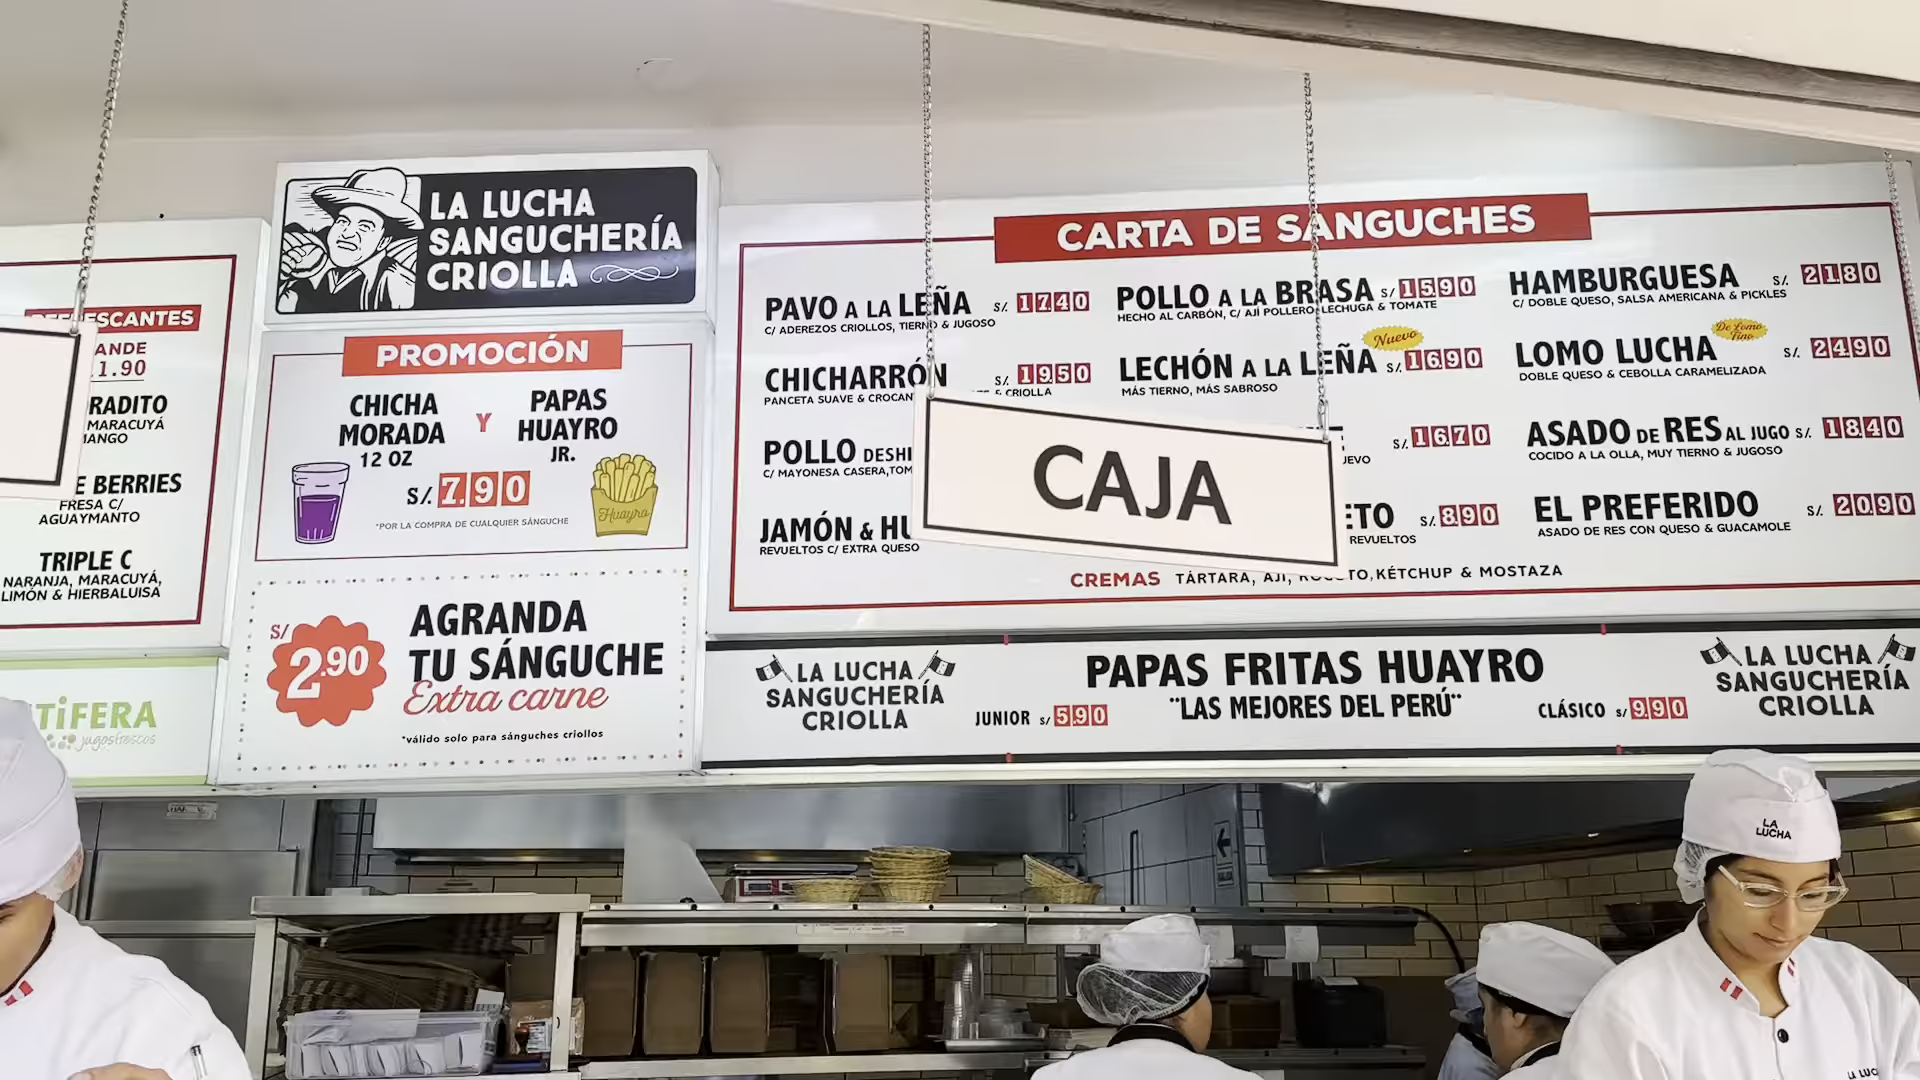 ESCANTES
ANDE
1.90
RADITO
MARACUYÁ
IANGO
E BERRIES
FRESA C/
AGUAYMANTO
TRIPLE C
NARANJA, MARACUYÁ,
LIMÓN & HIERBALUISA
TiFERA
jugosfrescos
LA LUCHA
SANGUCHERÍA
CRIOLLA
PROMOCIÓN
CHICHA
MORADA
12 OZ
Y
PAPAS
HUAYRO
JR.
S/. 7.90
Huayro
*POR LA COMPRA DE CUALQUIER SÁNGUCHE
S/ 2.90
AGRANDA
TU SÁNGUCHE
Extra carne
*válido solo para sánguches criollos
CARTA DE SANGUCHES
PAVO A LA LEÑA S/. 17.40
C/ ADEREZOS CRIOLLOS, TIERNO & JUGOSO
CHICHARRÓN S/. 19.50
PANCETA SUAVE & CROCAN & CRIOLLA
POLLO DESHI
C/ MAYONESA CASERA, TOM
JAMÓN & HU
REVUELTOS C/ EXTRA QUESO
POLLO A LA BRASA S/ 15.90
HECHO AL CARBÓN, C/ AJÍ POLLERO LECHUGA & TOMATE
Nuevo
LECHÓN A LA LEÑA S/. 16.90
MÁS TIERNO, MÁS SABROSO
S/. 16.70
UEVO
ETO S/. 8.90
REVUELTOS
HAMBURGUESA S/. 21.80
C/ DOBLE QUESO, SALSA AMERICANA & PICKLES
De Lomo
Fino
LOMO LUCHA S/. 24.90
DOBLE QUESO & CEBOLLA CARAMELIZADA
ASADO DE RES AL JUGO S/. 18.40
COCIDO A LA OLLA, MUY TIERNO & JUGOSO
EL PREFERIDO S/. 20.90
ASADO DE RES CON QUESO & GUACAMOLE
CREMAS TÁRTARA, AJÍ, ROCOTO, KÉTCHUP & MOSTAZA
CAJA
LA LUCHA
SANGUCHERÍA
CRIOLLA
PAPAS FRITAS HUAYRO
"LAS MEJORES DEL PERÚ"
JUNIOR S/ 5.90
CLÁSICO S/ 9.90
LA LUCHA
SANGUCHERÍA
CRIOLLA
LA
LUCHA
LA LUC